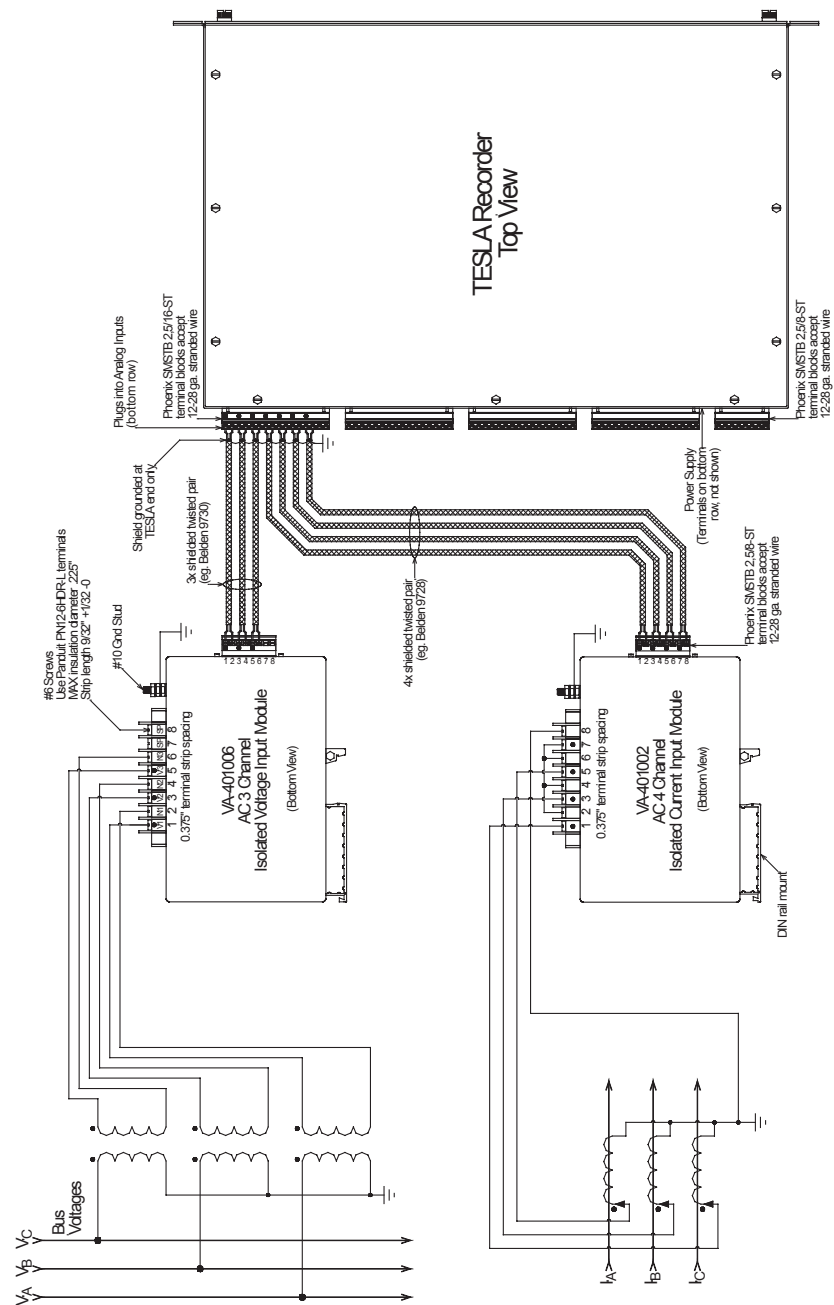 TESLA Recorder
Top View
Plugs into Analog Inputs
(bottom row)
Phoenix SMSTB 2,5/16-ST
terminal blocks accept
12-28 ga. stranded wire
Shield grounded at
TESLA end only
3x shielded twisted pair
(eg. Belden 9730)
4x shielded twisted pair
(eg. Belden 9728)
Power Supply
(Terminals on bottom
row, not shown)
Phoenix SMSTB 2,5/8-ST
terminal blocks accept
12-28 ga. stranded wire
Phoenix SMSTB 2,5/8-ST
terminal blocks accept
12-28 ga. stranded wire
#6 Screws
Use Panduit PN12-6HDR-L terminals
MAX insulation diameter .225"
Strip length 9/32" +1/32 -0
#10 Gnd Stud
1 2 3 4 5 6 7 8
V1 N1 V2 N2 V3 N3 SP SP
1 2 3 4 5 6 7 8
0.375" terminal strip spacing
VA-401006
AC 3 Channel
Isolated Voltage Input Module
(Bottom View)
1 2 3 4 5 6 7 8
1 2 3 4 5 6 7 8
0.375" terminal strip spacing
VA-401002
AC 4 Channel
Isolated Current Input Module
(Bottom View)
DIN rail mount
Bus
Voltages
VC
VB
VA
IA
IB
IC